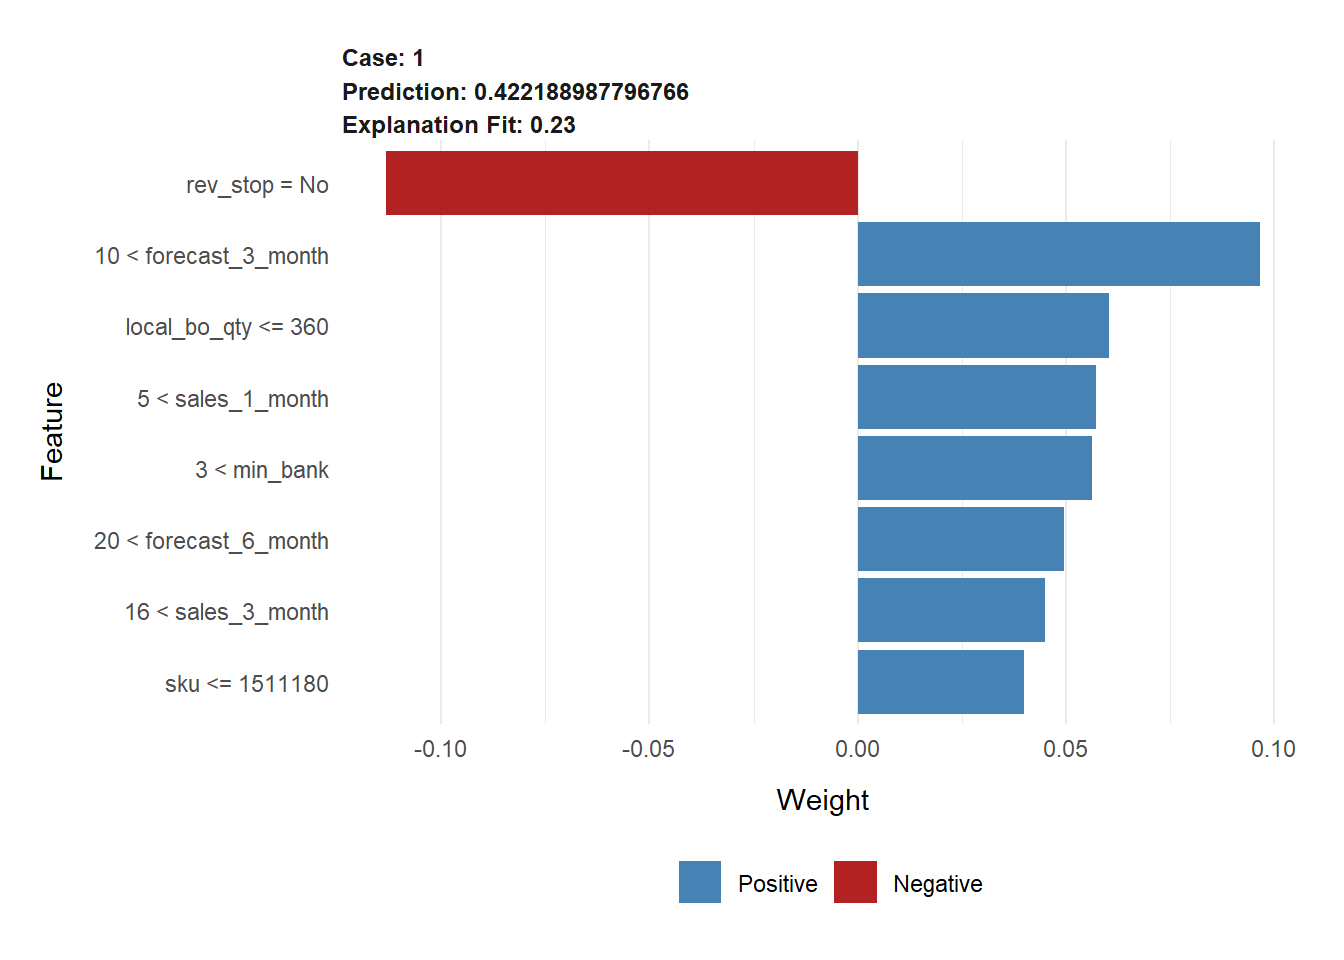 Case: 1
Prediction: 0.422188987796766
Explanation Fit: 0.23
Feature
rev_stop = No
10 < forecast_3_month
local_bo_qty <= 360
5 < sales_1_month
3 < min_bank
20 < forecast_6_month
16 < sales_3_month
sku <= 1511180
-0.10 -0.05 0.00 0.05 0.10
Weight
Positive Negative